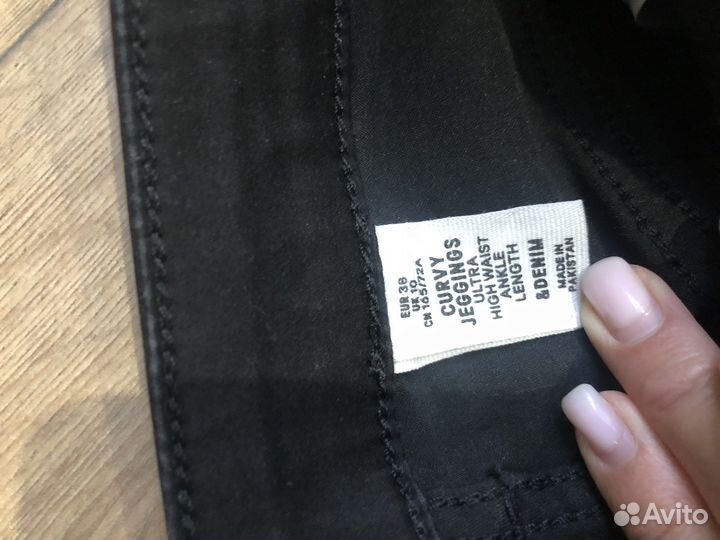 EUR 38
UK 10
CN 165/72A
CURVY
JEGGINGS
ULTRA
HIGH WAIST
ANKLE
LENGTH
&DENIM
MADE IN
PAKISTAN
Avito